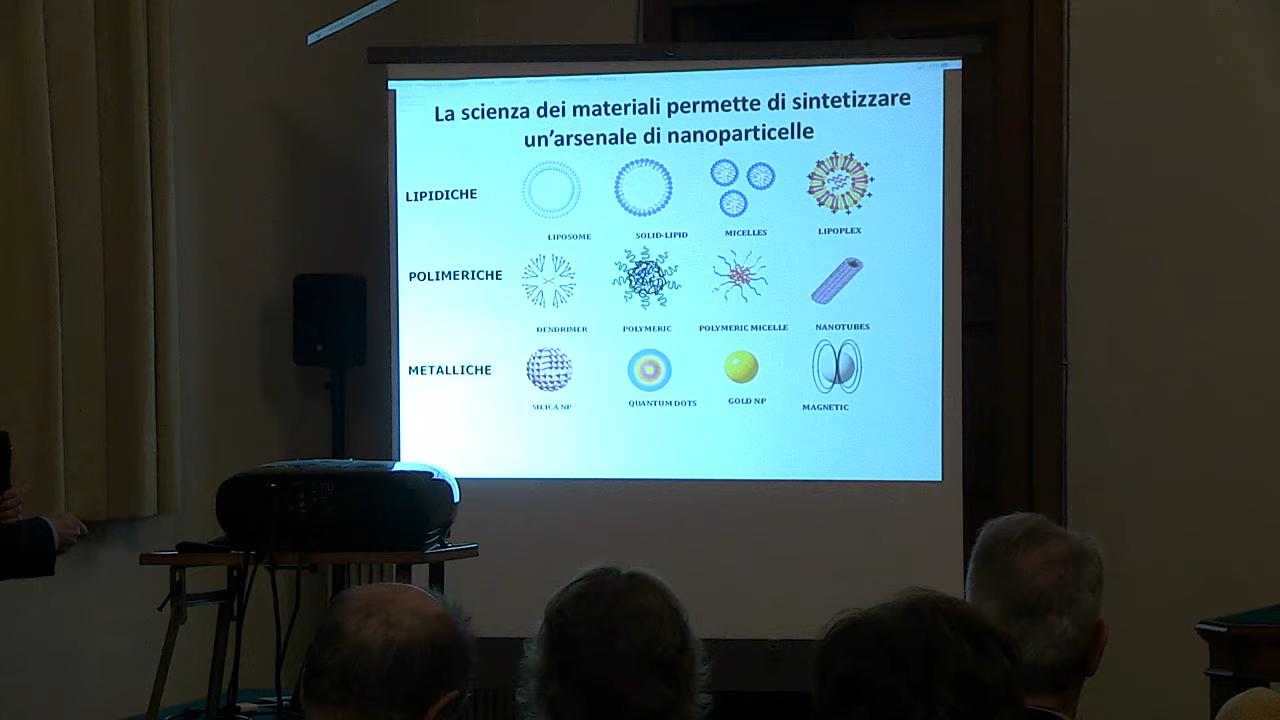 La scienza dei materiali permette di sintetizzare
un'arsenale di nanoparticelle
LIPIDICHE
LIPOSOME SOLID-LIPID MICELLES LIPOPLEX
POLIMERICHE
DENDRIMER POLYMERIC POLYMERIC MICELLE NANOTUBES
METALLICHE
SILICA NP QUANTUM DOTS GOLD NP MAGNETIC